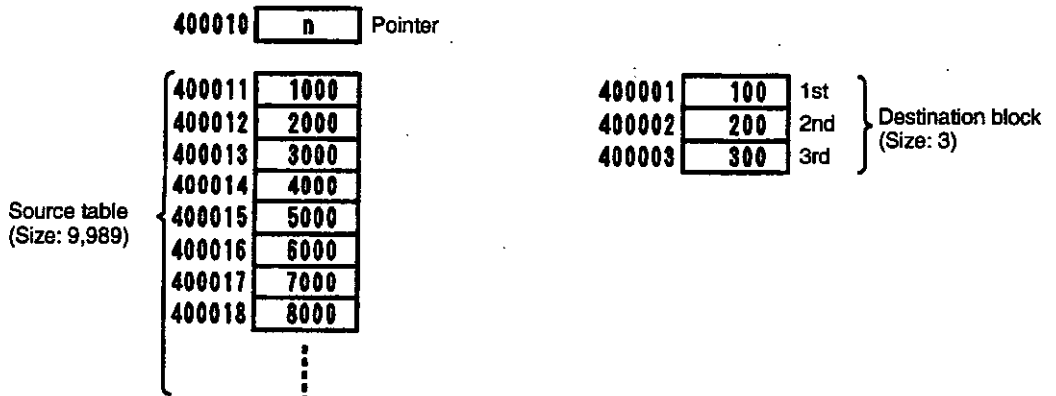 400010 n Pointer
400011 1000
400012 2000
400013 3000
400014 4000
400015 5000
400016 6000
400017 7000
400018 8000
Source table
(Size: 9,989)
400001 100 1st
400002 200 2nd
400003 300 3rd
Destination block
(Size: 3)